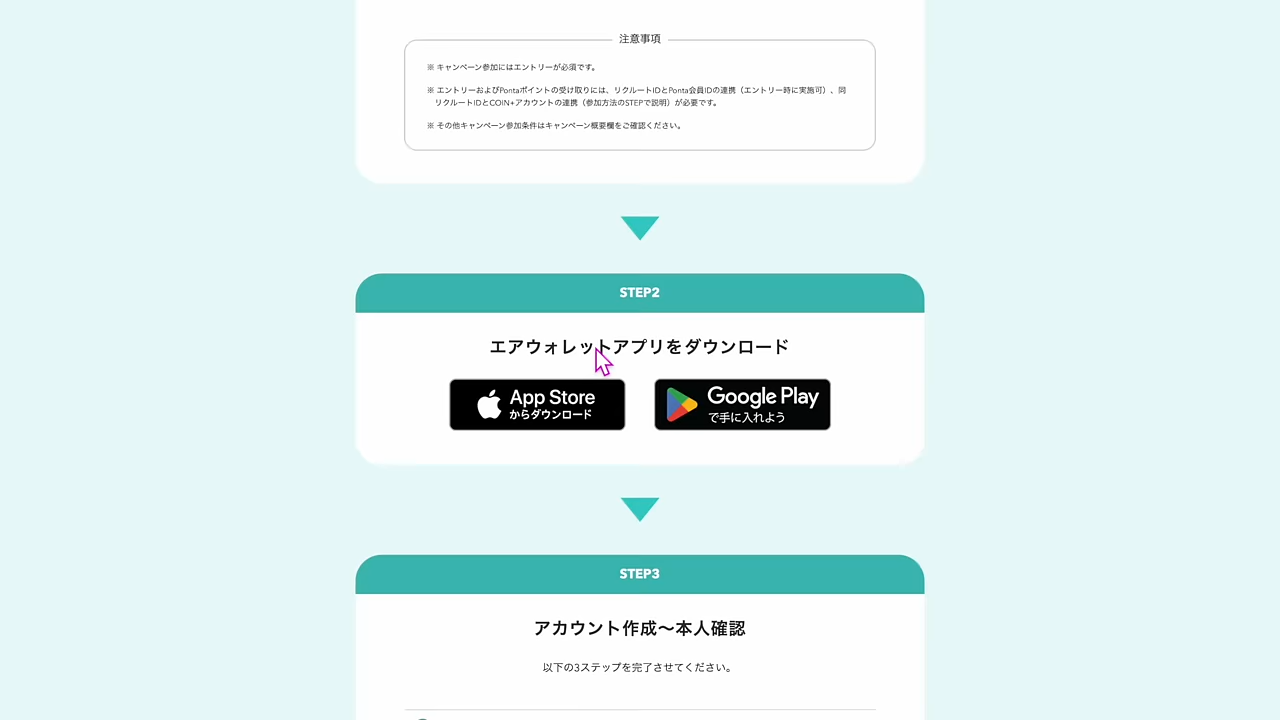 注意事項
※ キャンペーン参加にはエントリーが必須です。
※ エントリーおよびPontaポイントの受け取りには、リクルートIDとPonta会員IDの連携（エントリー時に実施可）、同
リクルートIDとCOIN+アカウントの連携（参加方法のSTEPで説明）が必要です。
※ その他キャンペーン参加条件はキャンペーン概要欄をご確認ください。
STEP2
エアウォレットアプリをダウンロード
App Store
からダウンロード
Google Play
で手に入れよう
STEP3
アカウント作成〜本人確認
以下の3ステップを完了させてください。